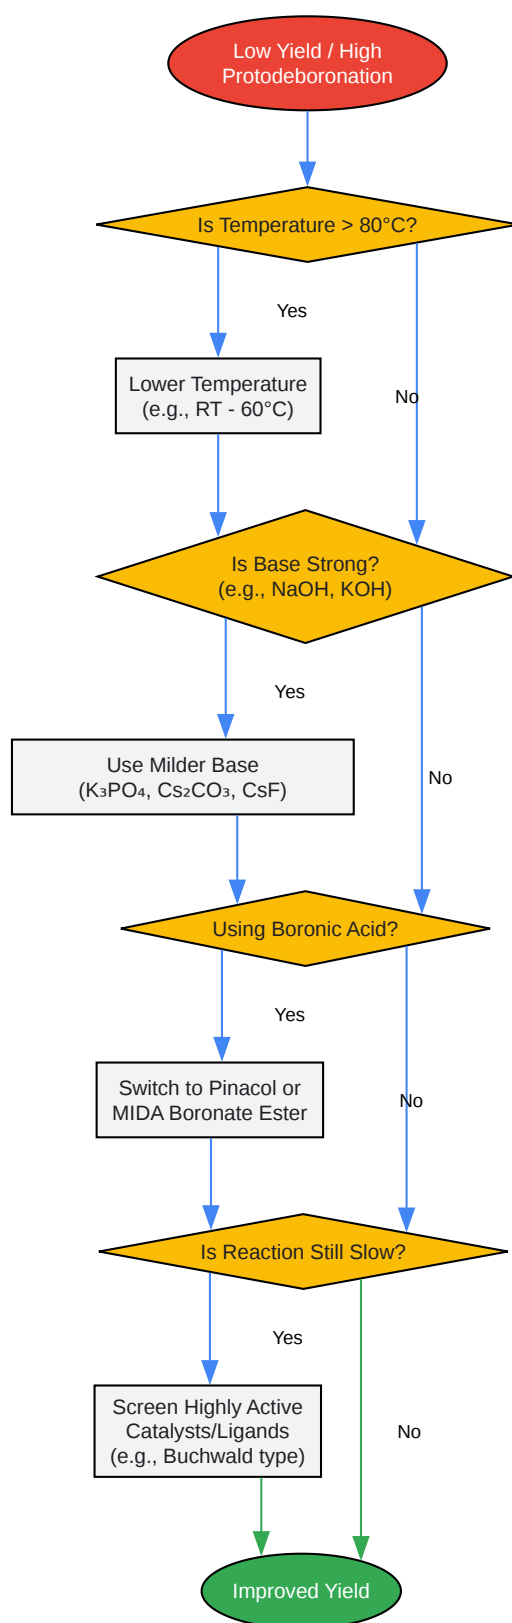 Low Yield / High
Protodeboronation
Is Temperature > 80°C?
Yes
Lower Temperature
(e.g., RT - 60°C)
No
Is Base Strong?
(e.g., NaOH, KOH)
Yes
Use Milder Base
(K₃PO₄, Cs₂CO₃, CsF)
No
Using Boronic Acid?
Yes
Switch to Pinacol or
MIDA Boronate Ester
No
Is Reaction Still Slow?
Yes
Screen Highly Active
Catalysts/Ligands
(e.g., Buchwald type)
No
Improved Yield